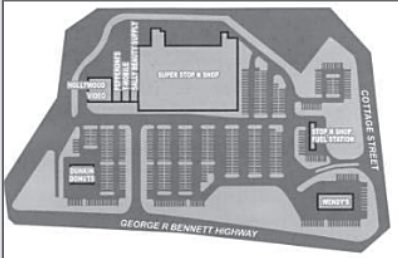 HOLLYWOOD
VIDEO
PEPPERONI'S
MOBILE
SALLY BEAUTY SUPPLY
SUPER STOP N SHOP
STOP N SHOP
FUEL STATION
COTTAGE STREET
DUNKIN
DONUTS
WENDY'S
GEORGE R BENNETT HIGHWAY